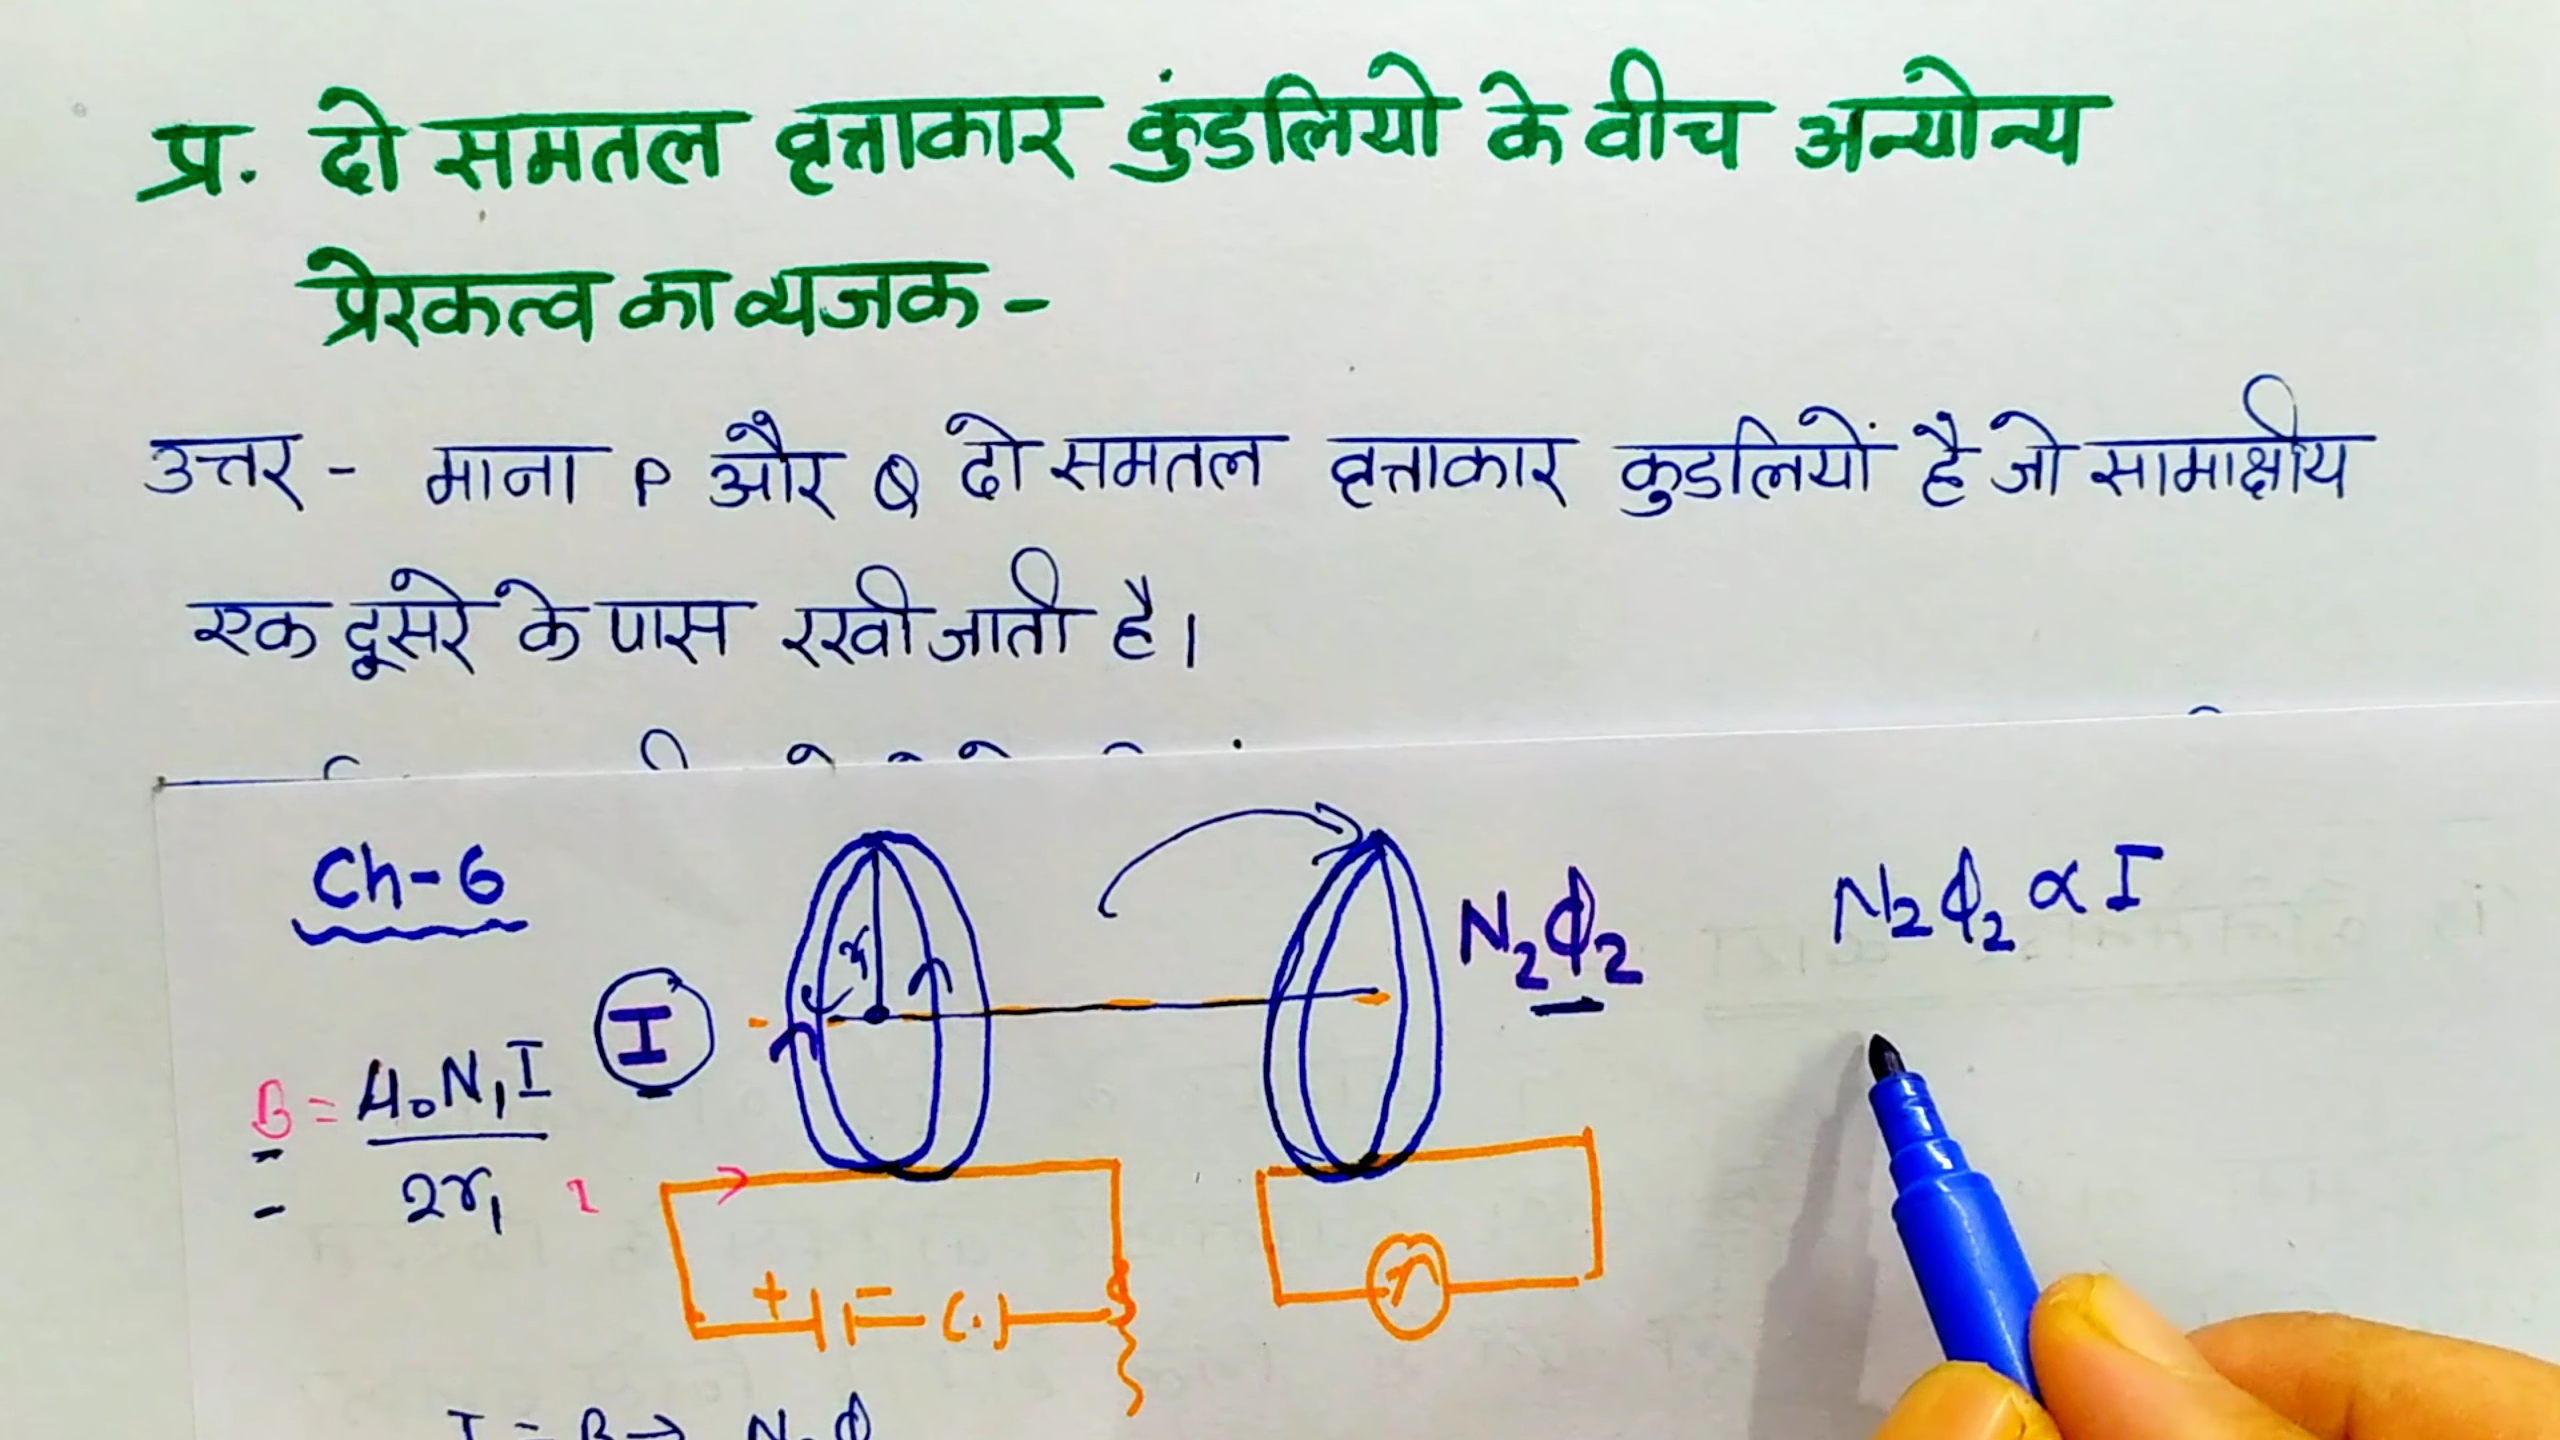 प्र. दो समतल वृत्ताकार कुंडलियो के वीच अन्योन्य
प्रेरकत्व का व्यजक -
उत्तर - माना P और Q दो समतल वृत्ताकार कुडलियों है जो सामाक्षीय
एक दूसरे के पास रखी जाती है।
Ch-6
N₂ϕ₂
N₂ϕ₂ ∝ I
r
I
B = μ₀N₁I
2r₁
I
+ -